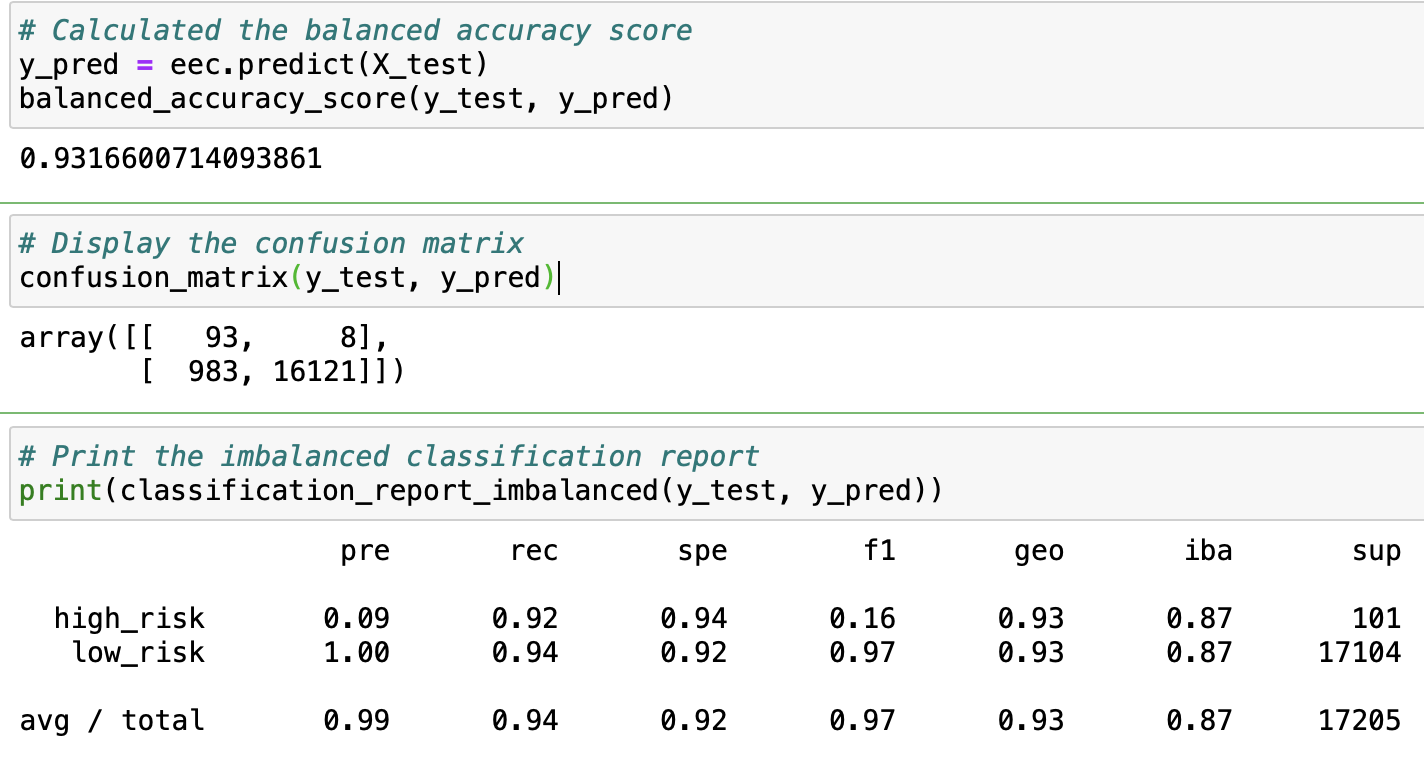 # Calculated the balanced accuracy score
y_pred = eec.predict(X_test)
balanced_accuracy_score(y_test, y_pred)
0.9316600714093861
# Display the confusion matrix
confusion_matrix(y_test, y_pred)
array([[   93,     8],
       [  983, 16121]])
# Print the imbalanced classification report
print(classification_report_imbalanced(y_test, y_pred))
pre rec spe f1 geo iba sup
high_risk 0.09 0.92 0.94 0.16 0.93 0.87 101
low_risk 1.00 0.94 0.92 0.97 0.93 0.87 17104
avg / total 0.99 0.94 0.92 0.97 0.93 0.87 17205